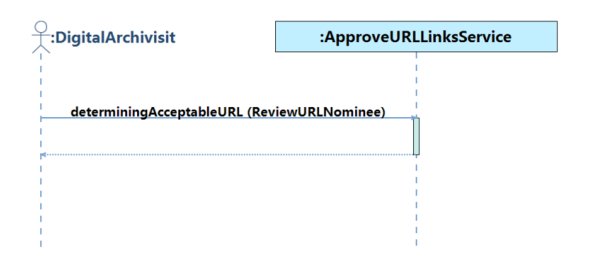 :DigitalArchivisit
:ApproveURLLinksService
determiningAcceptableURL (ReviewURLNominee)